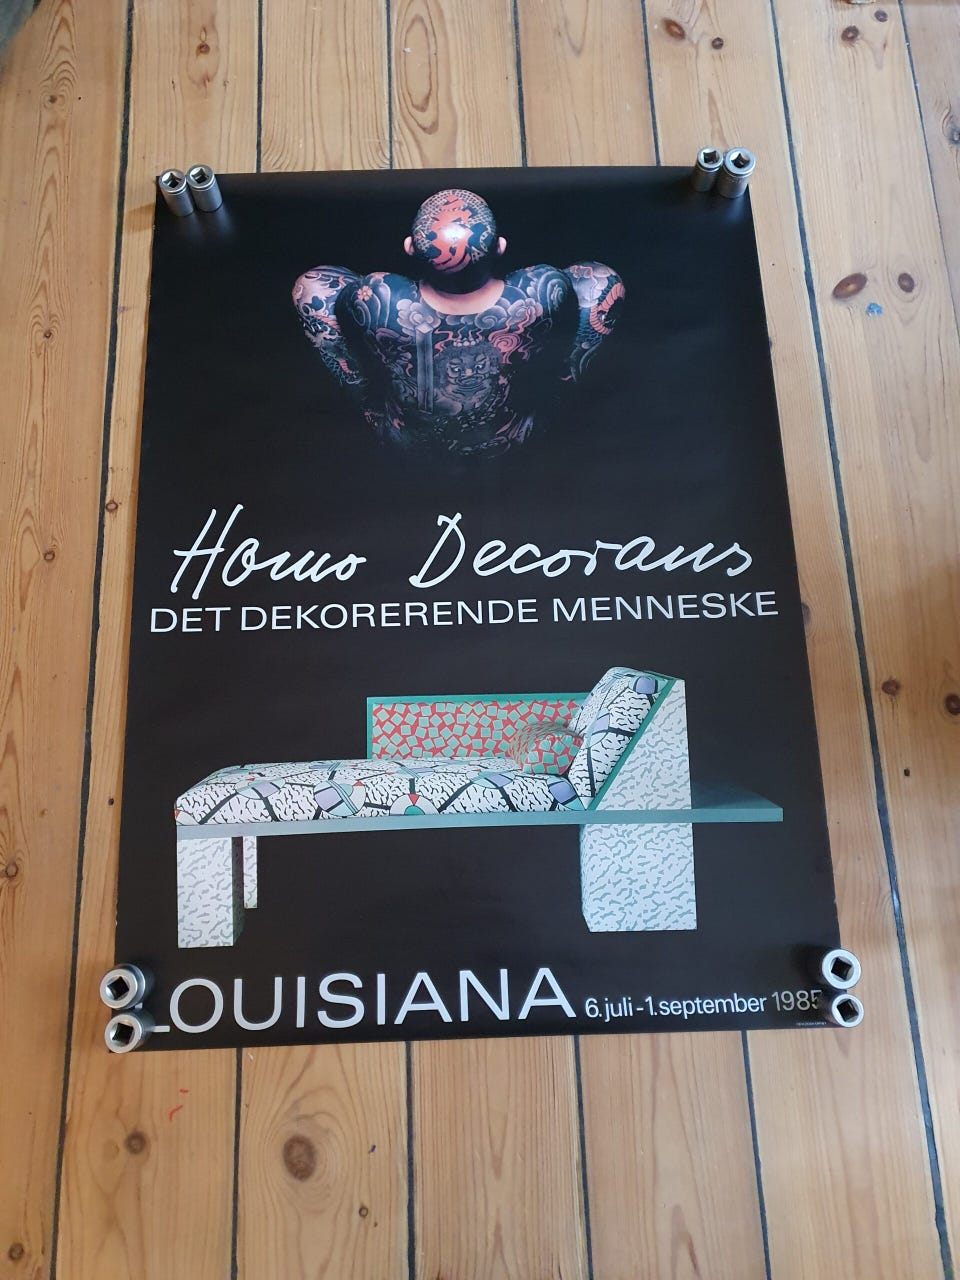 Homo Decorans
DET DEKORERENDE MENNESKE
LOUISIANA 6. juli - 1. september 1985